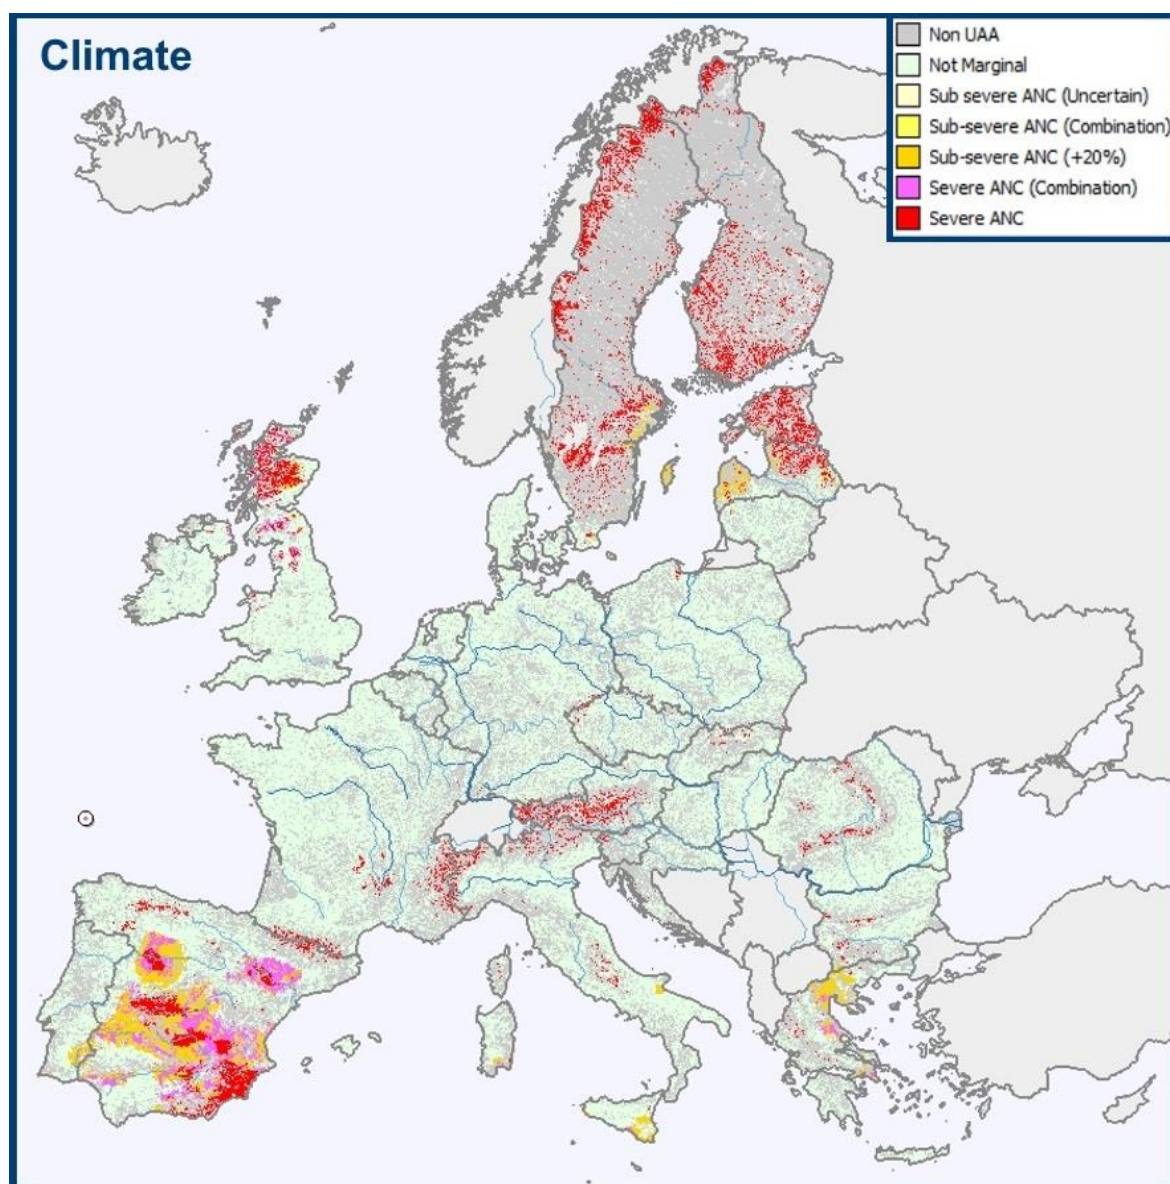 Climate
Non UAA
Not Marginal
Sub severe ANC (Uncertain)
Sub-severe ANC (Combination)
Sub-severe ANC (+20%)
Severe ANC (Combination)
Severe ANC